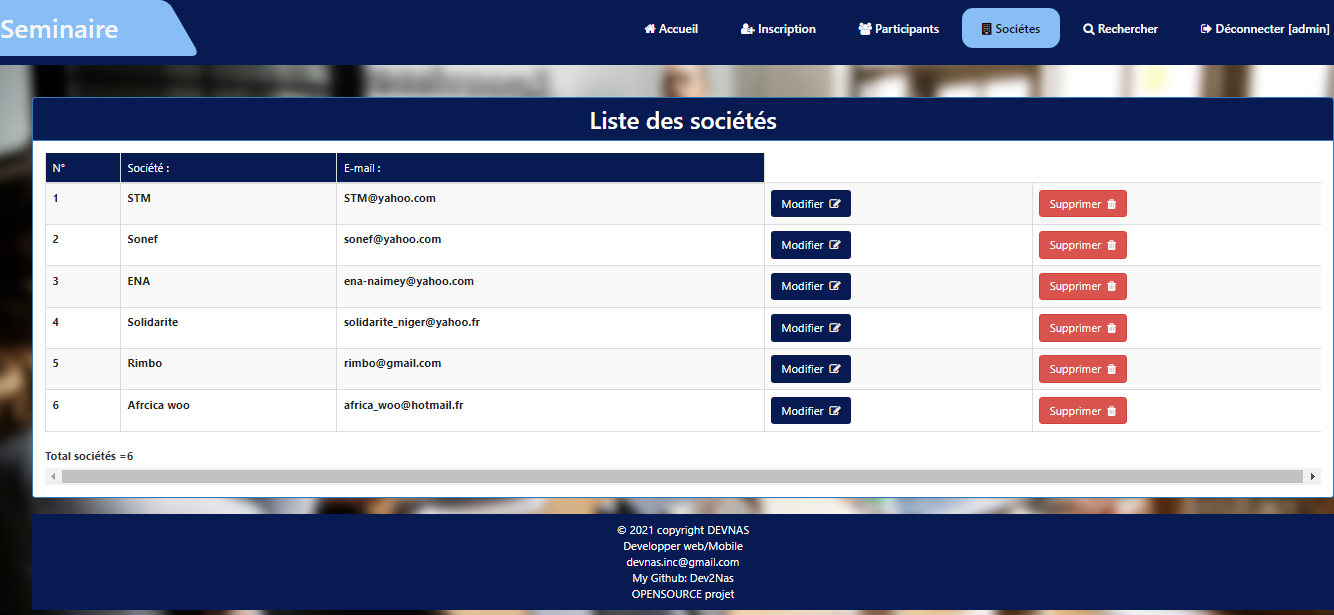 Seminaire
Accueil Inscription Participants Sociétes Rechercher Déconnecter [admin]
Liste des sociétés
N° Société : E-mail :
1 STM STM@yahoo.com Modifier Supprimer
2 Sonef sonef@yahoo.com Modifier Supprimer
3 ENA ena-naimey@yahoo.com Modifier Supprimer
4 Solidarite solidarite_niger@yahoo.fr Modifier Supprimer
5 Rimbo rimbo@gmail.com Modifier Supprimer
6 Afrcica woo africa_woo@hotmail.fr Modifier Supprimer
Total sociétés =6
© 2021 copyright DEVNAS
Developper web/Mobile
devnas.inc@gmail.com
My Github: Dev2Nas
OPENSOURCE projet